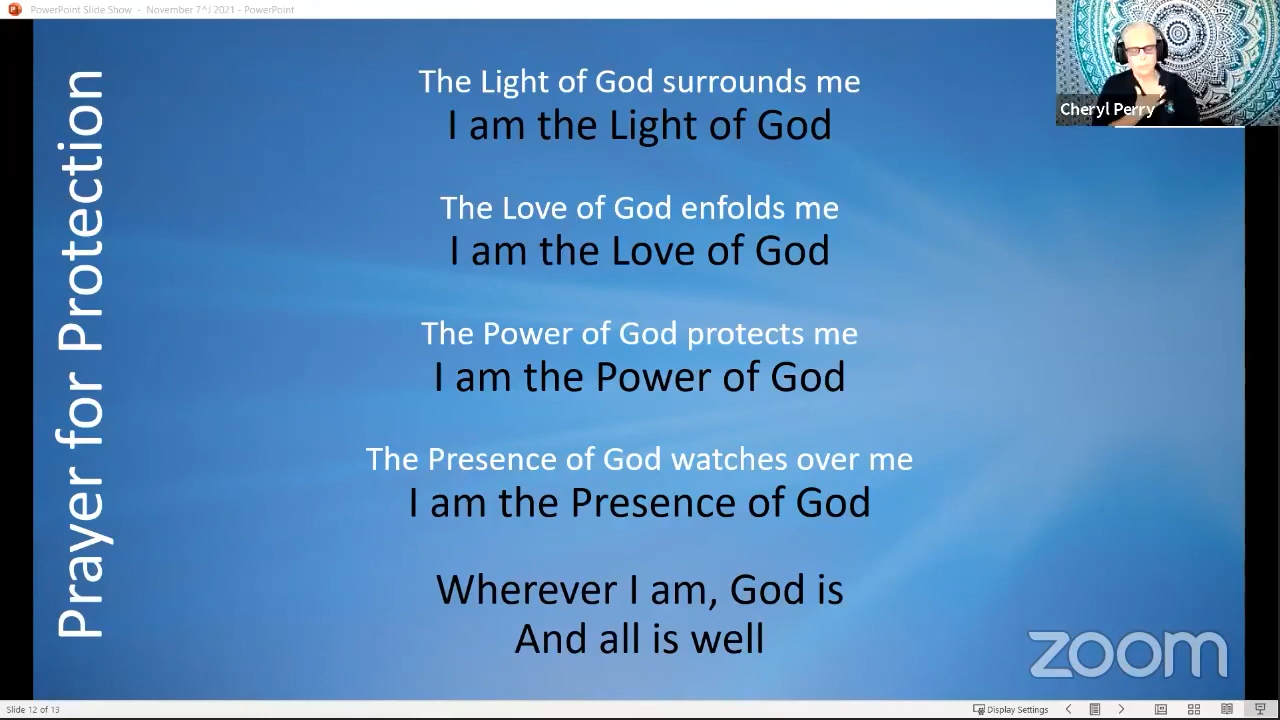 PowerPoint Slide Show - November 7^J 2021 - PowerPoint
Cheryl Perry
Prayer for Protection
The Light of God surrounds me
I am the Light of God
The Love of God enfolds me
I am the Love of God
The Power of God protects me
I am the Power of God
The Presence of God watches over me
I am the Presence of God
Wherever I am, God is
And all is well
zoom
Slide 12 of 13
Display Settings